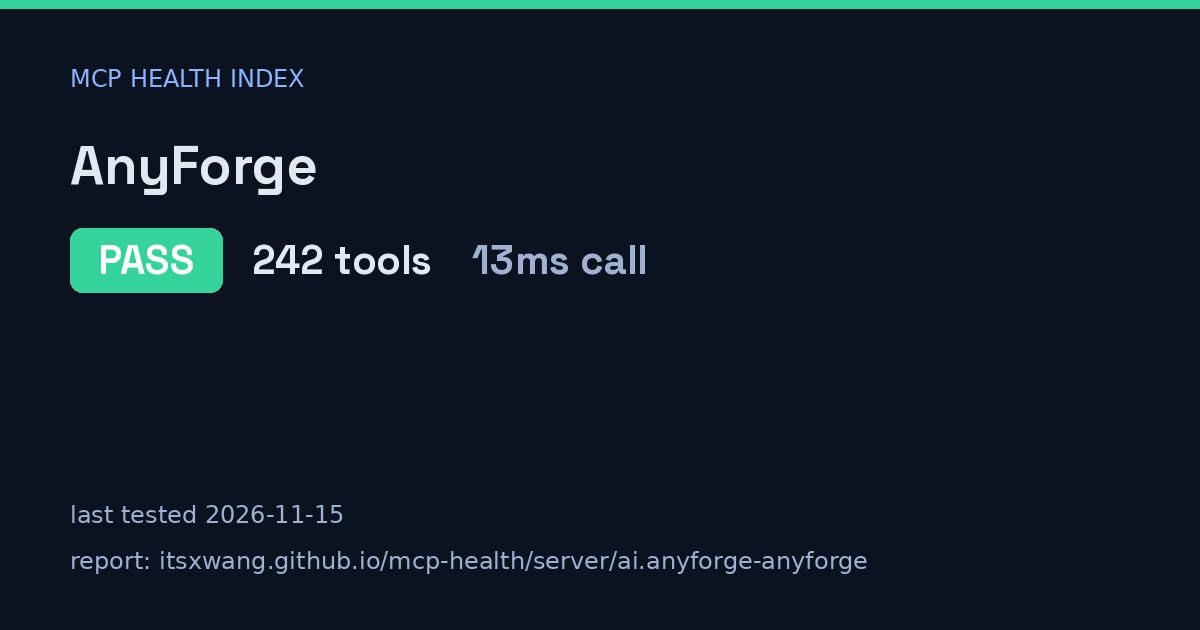 MCP HEALTH INDEX
AnyForge
PASS 242 tools 13ms call
last tested 2026-11-15
report: itsxwang.github.io/mcp-health/server/ai.anyforge-anyforge